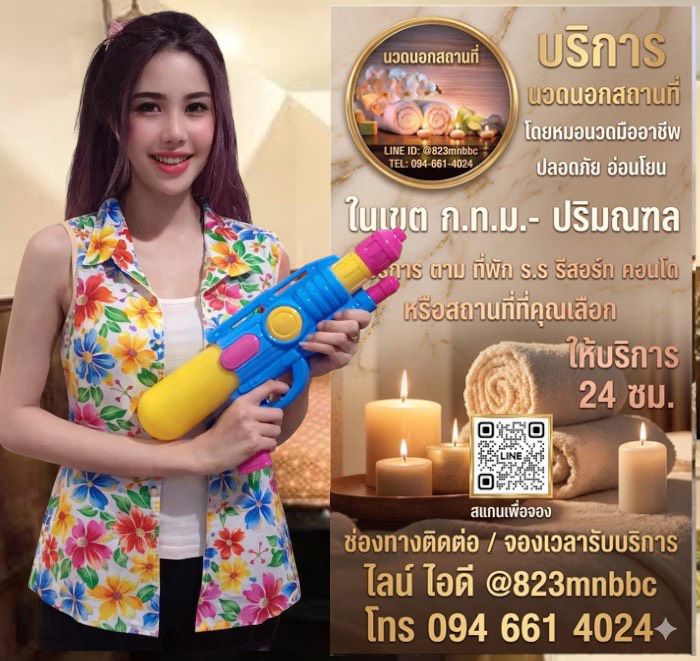 นวดนอกสถานที่
LINE ID: @823mnbbc
TEL: 094-661-4024
บริการ
นวดนอกสถานที่
โดยหมอนวดมืออาชีพ
ปลอดภัย อ่อนโยน
ในเขต ก.ท.ม.- ปริมณฑล
ตาม ที่พัก ร.ร รีสอร์ท คอนโด
หรือสถานที่ที่คุณเลือก
ให้บริการ
24 ซม.
LINE
สแกนเพื่อจอง
ช่องทางติดต่อ / จองเวลารับบริการ
ไลน์ ไอดี @823mnbbc
โทร 094 661 4024